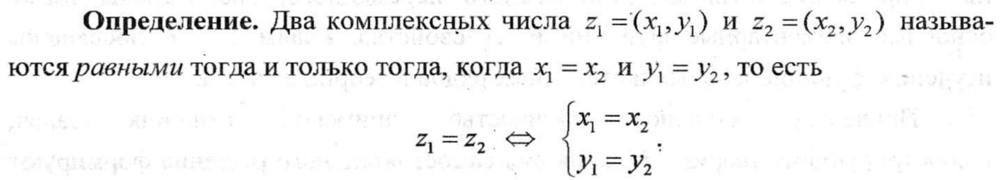 Определение. Два комплексных числа z₁ = (x₁, y₁) и z₂ = (x₂, y₂) называ-
ются равными тогда и только тогда, когда x₁ = x₂ и y₁ = y₂, то есть
z₁ = z₂ ⇔ { x₁ = x₂
y₁ = y₂ .